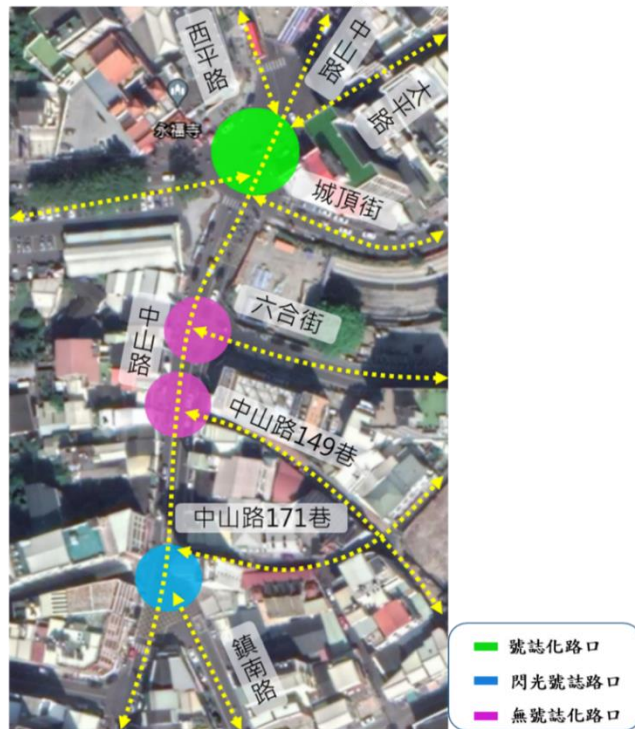 西平路
中山路
太平路
永福寺
城頂街
六合街
中山路
中山路149巷
中山路171巷
鎮南路
號誌化路口
閃光號誌路口
無號誌化路口